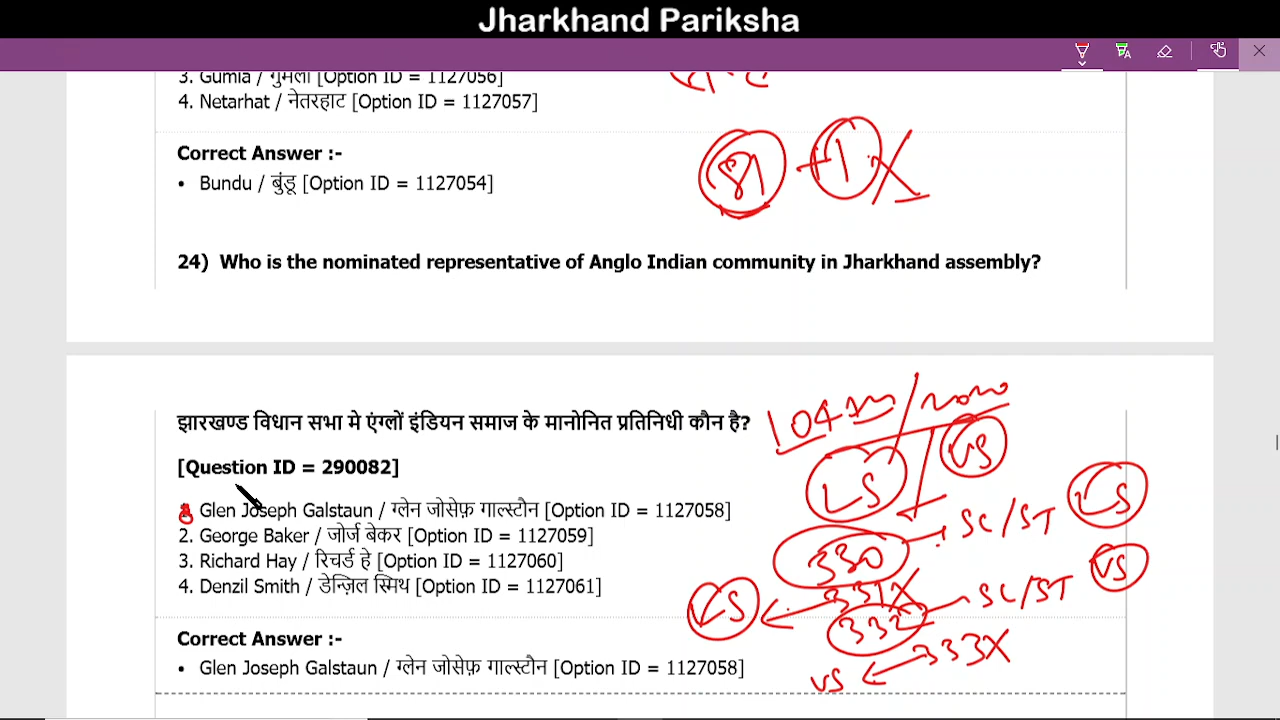 Jharkhand Pariksha
3. Gumla / गुमला [Option ID = 1127056]
4. Netarhat / नेतरहाट [Option ID = 1127057]
Correct Answer :-
• Bundu / बुंडू [Option ID = 1127054]
81 +1 X
24) Who is the nominated representative of Anglo Indian community in Jharkhand assembly?
झारखण्ड विधान सभा मे एंग्लों इंडियन समाज के मानोनित प्रतिनिधी कौन है?
[Question ID = 290082]
Glen Joseph Galstaun / ग्लेन जोसेफ़ गाल्स्टौन [Option ID = 1127058]
2. George Baker / जोर्ज बेकर [Option ID = 1127059]
3. Richard Hay / रिचर्ड हे [Option ID = 1127060]
4. Denzil Smith / डेन्ज़िल स्मिथ [Option ID = 1127061]
Correct Answer :-
• Glen Joseph Galstaun / ग्लेन जोसेफ़ गाल्स्टौन [Option ID = 1127058]
104
LS VS
330 SC/ST LS
VS 331X
332 SC/ST VS
333X
VS